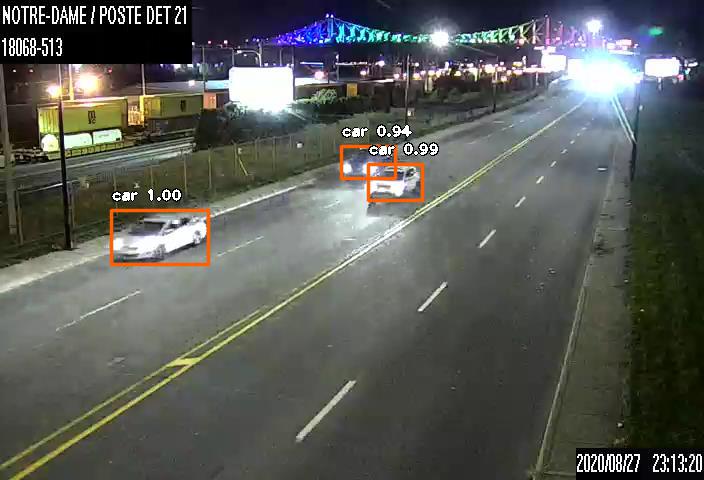 NOTRE-DAME / POSTE DET 21
18068-513
car 0.94
car 0.99
car 1.00
2020/08/27 23:13:20